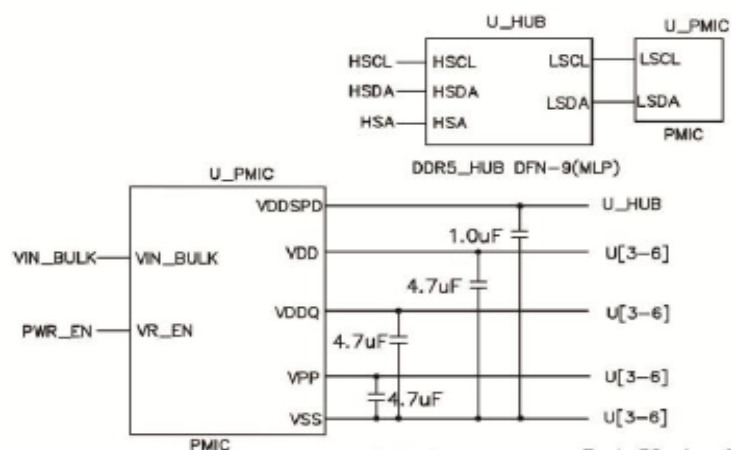 U_HUB
U_PMIC
HSCL HSCL LSCL LSCL
HSDA HSDA LSDA LSDA
HSA HSA
PMIC
DDR5_HUB DFN-9(MLP)
U_PMIC
VDDSPD U_HUB
1.0uF
VIN_BULK VIN_BULK VDD U[3-6]
4.7uF
VDDQ U[3-6]
PWR_EN VR_EN
4.7uF
VPP U[3-6]
4.7uF
VSS U[3-6]
PMIC